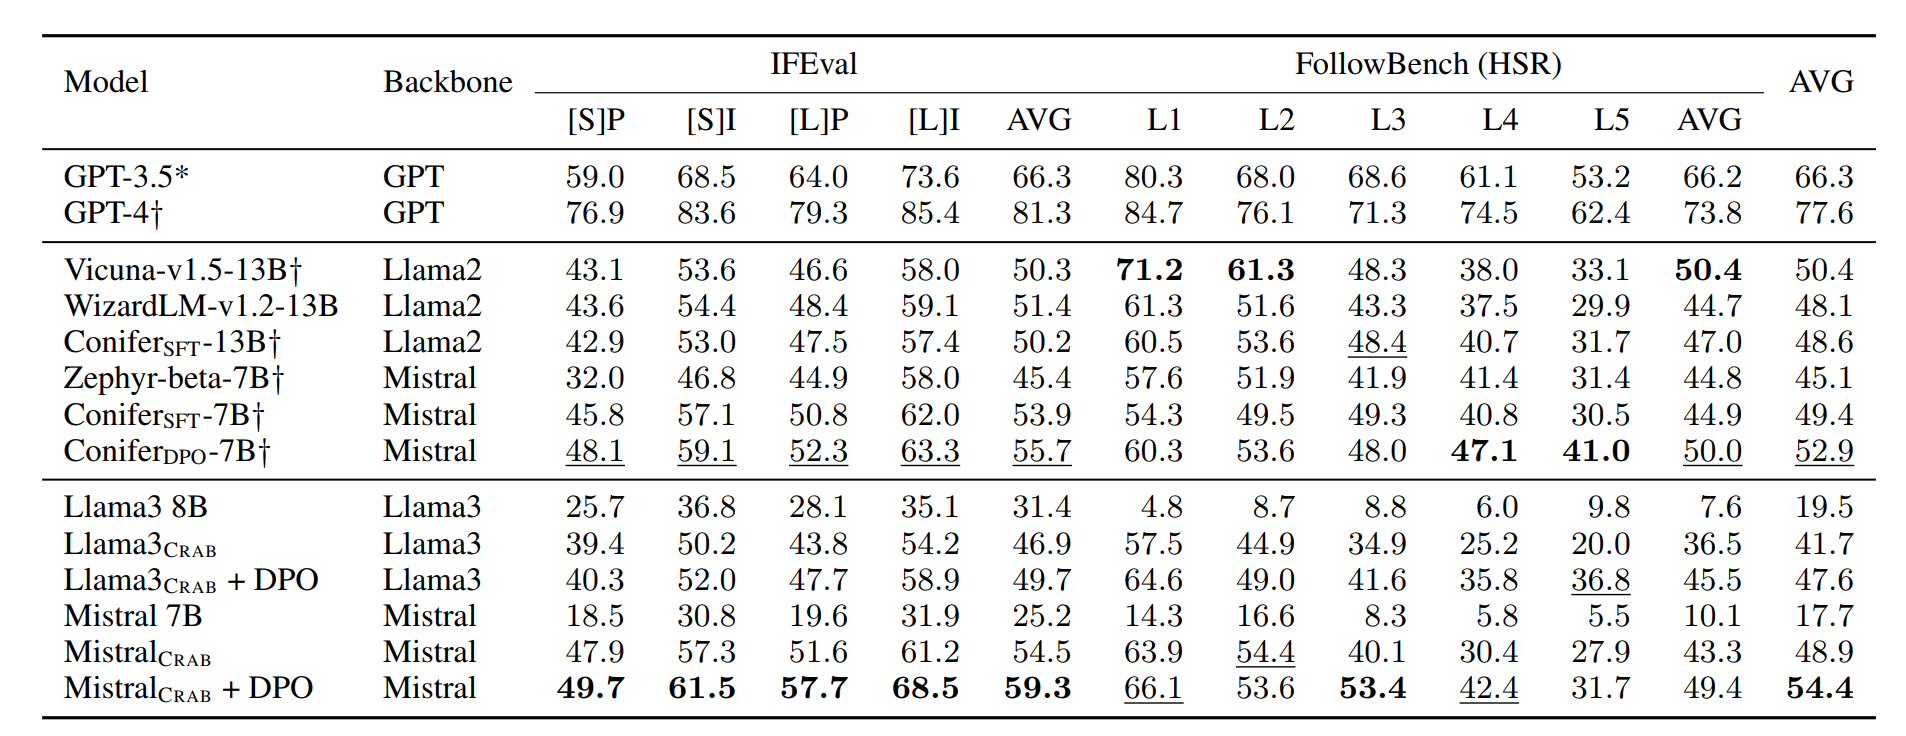 Model Backbone IFEval FollowBench (HSR) AVG
[S]P [S]I [L]P [L]I AVG L1 L2 L3 L4 L5 AVG
GPT-3.5* GPT 59.0 68.5 64.0 73.6 66.3 80.3 68.0 68.6 61.1 53.2 66.2 66.3
GPT-4† GPT 76.9 83.6 79.3 85.4 81.3 84.7 76.1 71.3 74.5 62.4 73.8 77.6
Vicuna-v1.5-13B† Llama2 43.1 53.6 46.6 58.0 50.3 71.2 61.3 48.3 38.0 33.1 50.4 50.4
WizardLM-v1.2-13B Llama2 43.6 54.4 48.4 59.1 51.4 61.3 51.6 43.3 37.5 29.9 44.7 48.1
ConiferSFT-13B† Llama2 42.9 53.0 47.5 57.4 50.2 60.5 53.6 48.4 40.7 31.7 47.0 48.6
Zephyr-beta-7B† Mistral 32.0 46.8 44.9 58.0 45.4 57.6 51.9 41.9 41.4 31.4 44.8 45.1
ConiferSFT-7B† Mistral 45.8 57.1 50.8 62.0 53.9 54.3 49.5 49.3 40.8 30.5 44.9 49.4
ConiferDPO-7B† Mistral 48.1 59.1 52.3 63.3 55.7 60.3 53.6 48.0 47.1 41.0 50.0 52.9
Llama3 8B Llama3 25.7 36.8 28.1 35.1 31.4 4.8 8.7 8.8 6.0 9.8 7.6 19.5
Llama3CRAB Llama3 39.4 50.2 43.8 54.2 46.9 57.5 44.9 34.9 25.2 20.0 36.5 41.7
Llama3CRAB + DPO Llama3 40.3 52.0 47.7 58.9 49.7 64.6 49.0 41.6 35.8 36.8 45.5 47.6
Mistral 7B Mistral 18.5 30.8 19.6 31.9 25.2 14.3 16.6 8.3 5.8 5.5 10.1 17.7
MistralCRAB Mistral 47.9 57.3 51.6 61.2 54.5 63.9 54.4 40.1 30.4 27.9 43.3 48.9
MistralCRAB + DPO Mistral 49.7 61.5 57.7 68.5 59.3 66.1 53.6 53.4 42.4 31.7 49.4 54.4